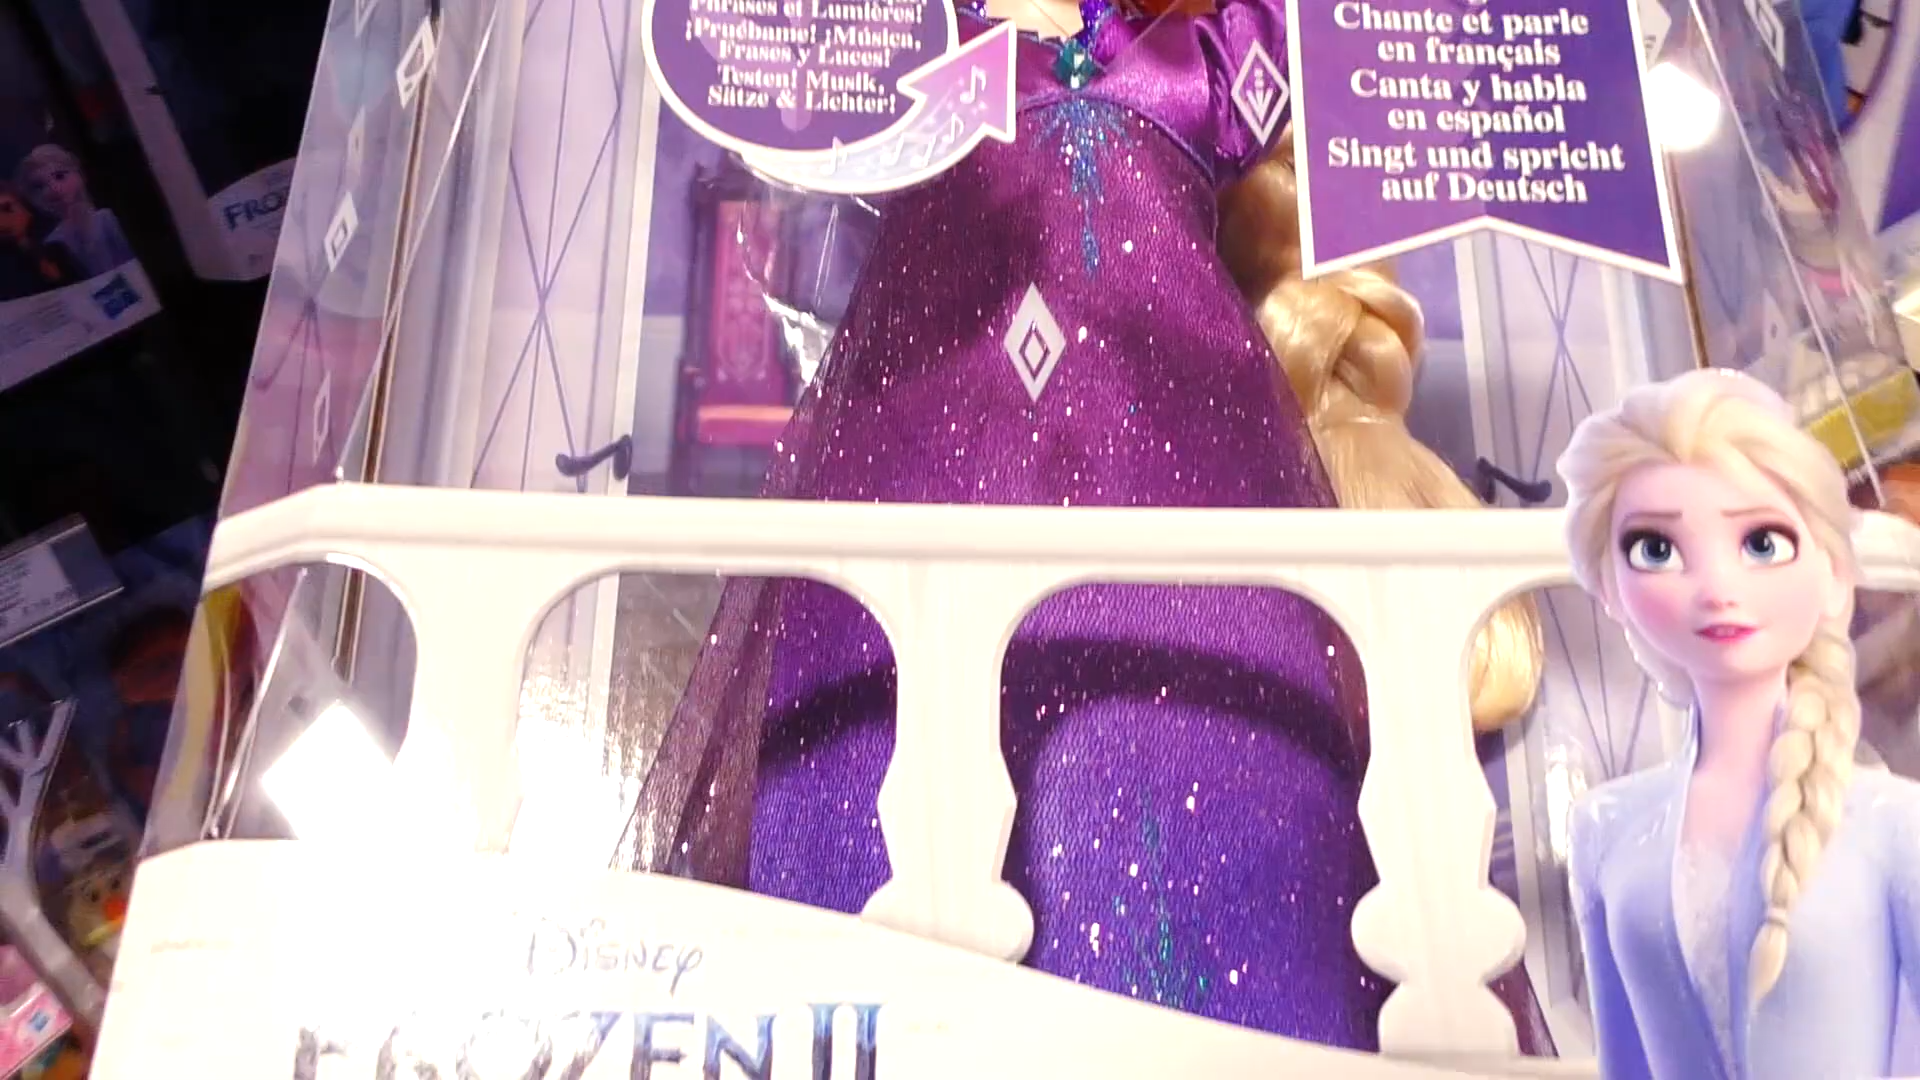 Phrases et Lumières!
¡Pruébame! ¡Música,
Frases y Luces!
Testen! Musik,
Sätze & Lichter!
Chante et parle
en français
Canta y habla
en español
Singt und spricht
auf Deutsch
FRO
Disney
FROZEN II